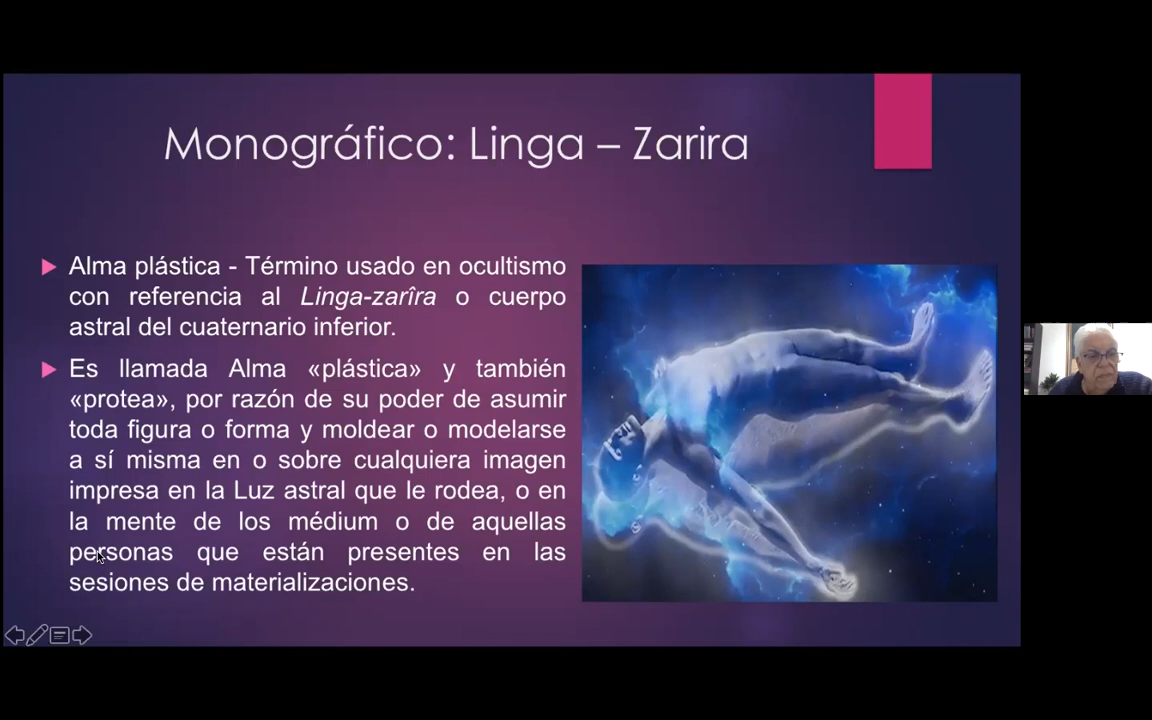 Monográfico: Linga – Zarira
Alma plástica - Término usado en ocultismo
con referencia al Linga-zarîra o cuerpo
astral del cuaternario inferior.
Es llamada Alma «plástica» y también
«protea», por razón de su poder de asumir
toda figura o forma y moldear o modelarse
a sí misma en o sobre cualquiera imagen
impresa en la Luz astral que le rodea, o en
la mente de los médium o de aquellas
personas que están presentes en las
sesiones de materializaciones.